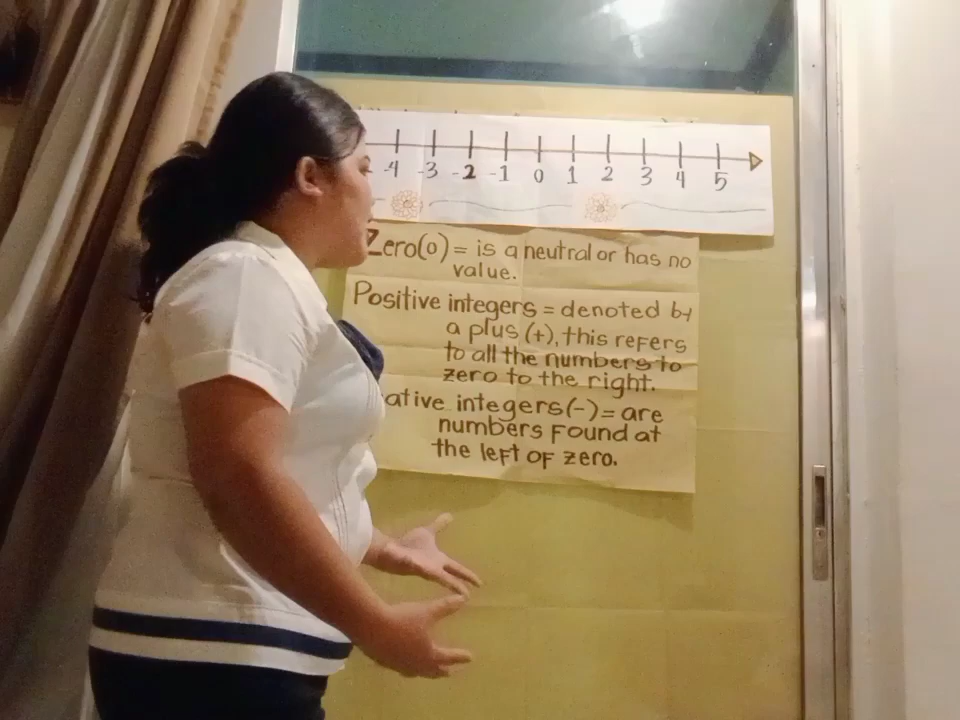 -4 -3 -2 -1 0 1 2 3 4 5
Zero(0) = is a neutral or has no
value.
Positive integers = denoted by
a plus (+), this refers
to all the numbers to
zero to the right.
ative integers (-) = are
numbers found at
the left of zero.